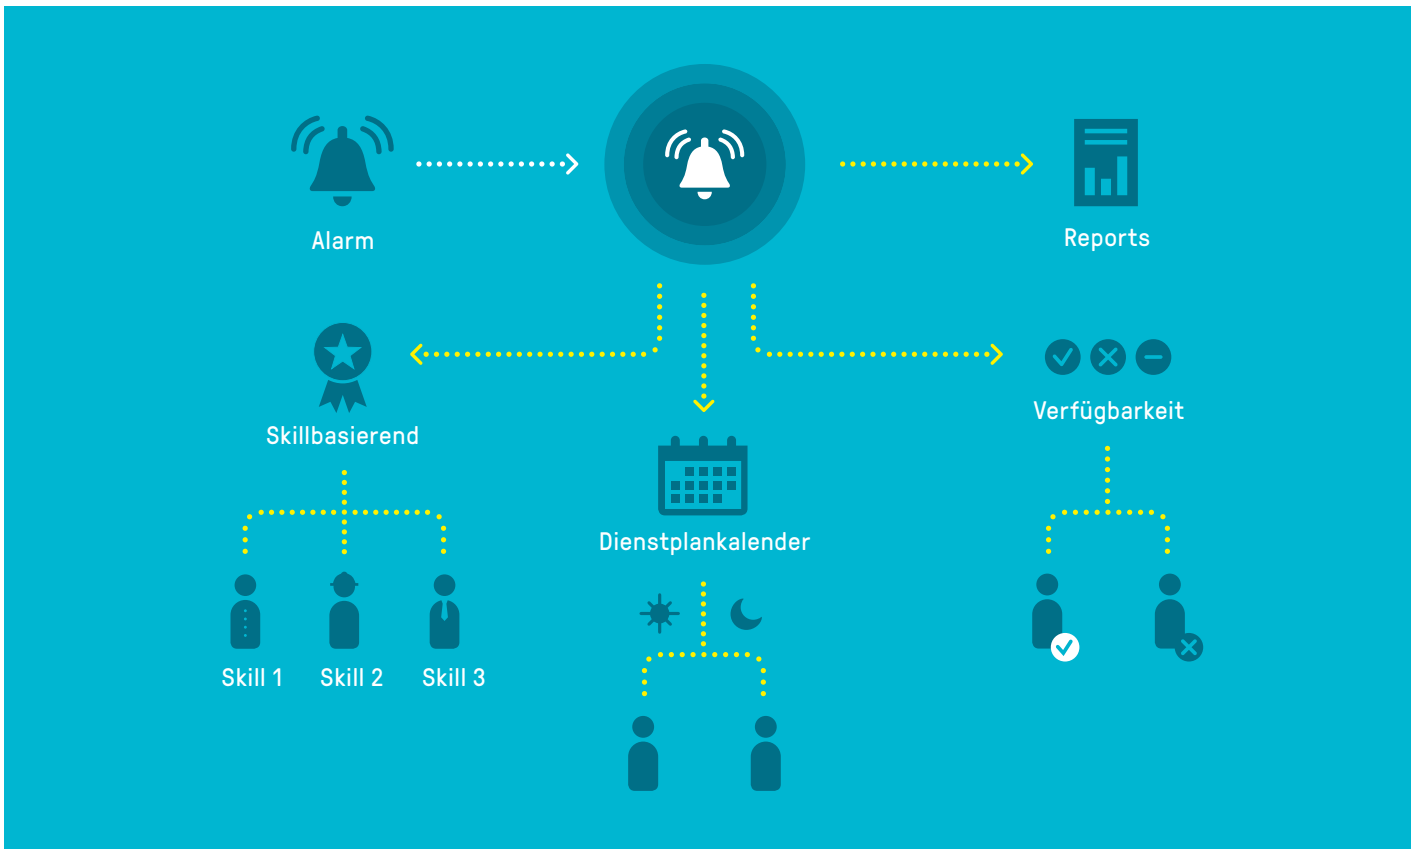 Alarm
Reports
Skillbasierend
Verfügbarkeit
Dienstplankalender
Skill 1
Skill 2
Skill 3